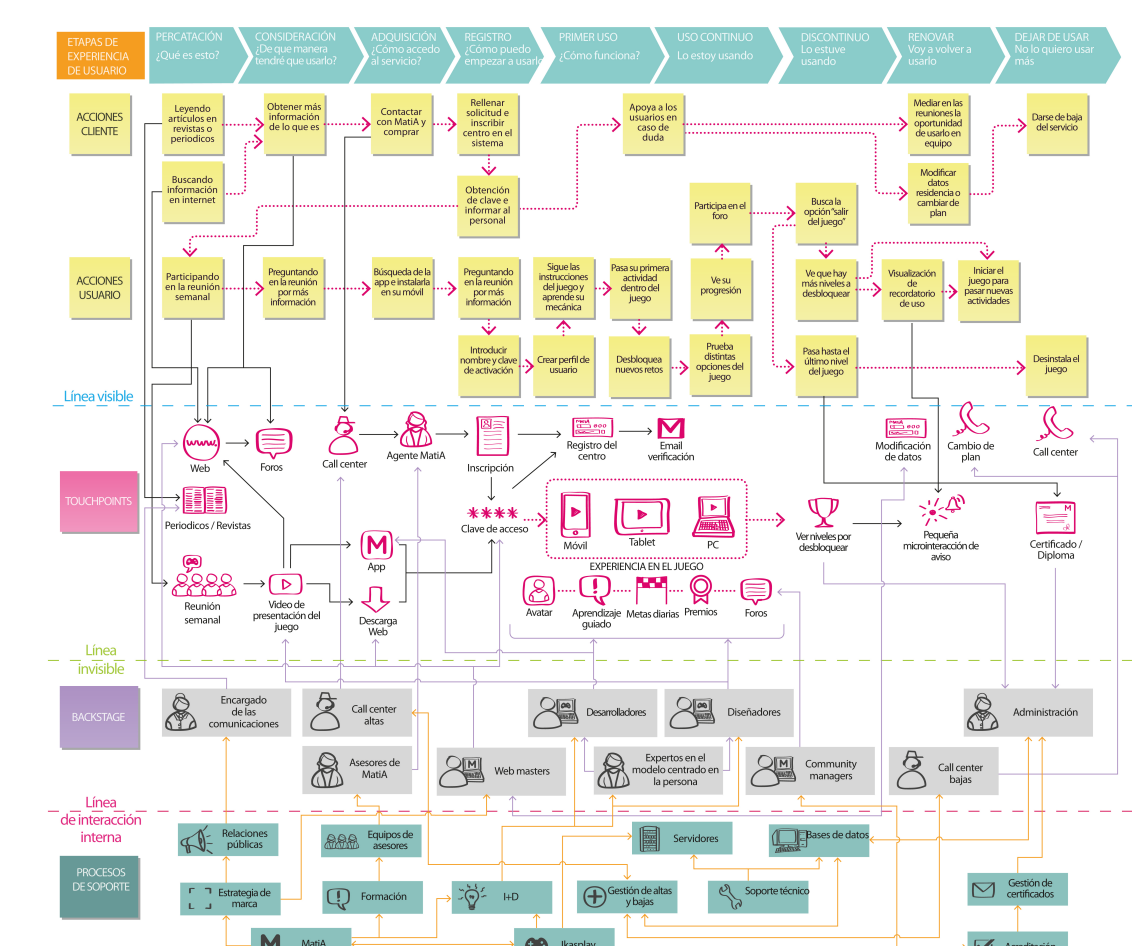 ETAPAS DE
EXPERIENCIA
DE USUARIO
PERCATACIÓN
¿Qué es esto?
CONSIDERACIÓN
¿De que manera
tendré que usarlo?
ADQUISICIÓN
¿Cómo accedo
al servicio?
REGISTRO
¿Cómo puedo
empezar a usarlo
PRIMER USO
¿Cómo funciona?
USO CONTINUO
Lo estoy usando
DISCONTINUO
Lo estuve
usando
RENOVAR
Voy a volver a
usarlo
DEJAR DE USAR
No lo quiero usar
más
ACCIONES
CLIENTE
Leyendo
artículos en
revistas o
periodicos
Obtener más
información
de lo que es
Contactar
con MatiA y
comprar
Rellenar
solicitud e
inscribir
centro en el
sistema
Apoya a los
usuarios en
caso de
duda
Mediar en las
reuniones la
oportunidad
de usarlo en
equipo
Darse de baja
del servicio
Buscando
información
en internet
Obtención
de clave e
informar al
personal
Modificar
datos
residencia o
cambiar de
plan
Participa en el
foro
Busca la
opción "salir
del juego"
ACCIONES
USUARIO
Participando
en la reunión
semanal
Preguntando
en la reunión
por más
información
Búsqueda de la
app e instalarla
en su móvil
Preguntando
en la reunión
por más
información
Sigue las
instrucciones
del juego y
aprende su
mecánica
Pasa su primera
actividad
dentro del
juego
Ve su
progresión
Ve que hay
más niveles a
desbloquear
Visualización
de
recordatorio
de uso
Iniciar el
juego para
pasar nuevas
actividades
Introducir
nombre y clave
de activación
Crear perfil de
usuario
Desbloquea
nuevos retos
Prueba
distintas
opciones del
juego
Pasa hasta el
último nivel
del juego
Desinstala el
juego
Línea visible
www.
Web
Foros
Call center
Agente MatiA
Inscripción
Registro del
centro
Email
verificación
Modificación
de datos
Cambio de
plan
Call center
TOUCHPOINTS
Periodicos / Revistas
Clave de acceso
Móvil
Tablet
PC
Ver niveles por
desbloquear
Pequeña
microinteracción de
aviso
Certificado /
Diploma
M
App
EXPERIENCIA EN EL JUEGO
Reunión
semanal
Video de
presentación del
juego
Descarga
Web
Avatar
Aprendizaje
guiado
Metas diarias
Premios
Foros
Línea
invisible
BACKSTAGE
Encargado
de las
comunicaciones
Call center
altas
Desarrolladores
Diseñadores
Administración
Asesores de
MatiA
M
Web masters
Expertos en el
modelo centrado en
la persona
M
Community
managers
Call center
bajas
Línea
de interacción
interna
PROCESOS
DE SOPORTE
Relaciones
públicas
Equipos de
asesores
Servidores
Bases de datos
Estrategia de
marca
Formación
I+D
Gestión de altas
y bajas
Soporte técnico
Gestión de
certificados
M
MatiA
Ikasplay
Acreditación